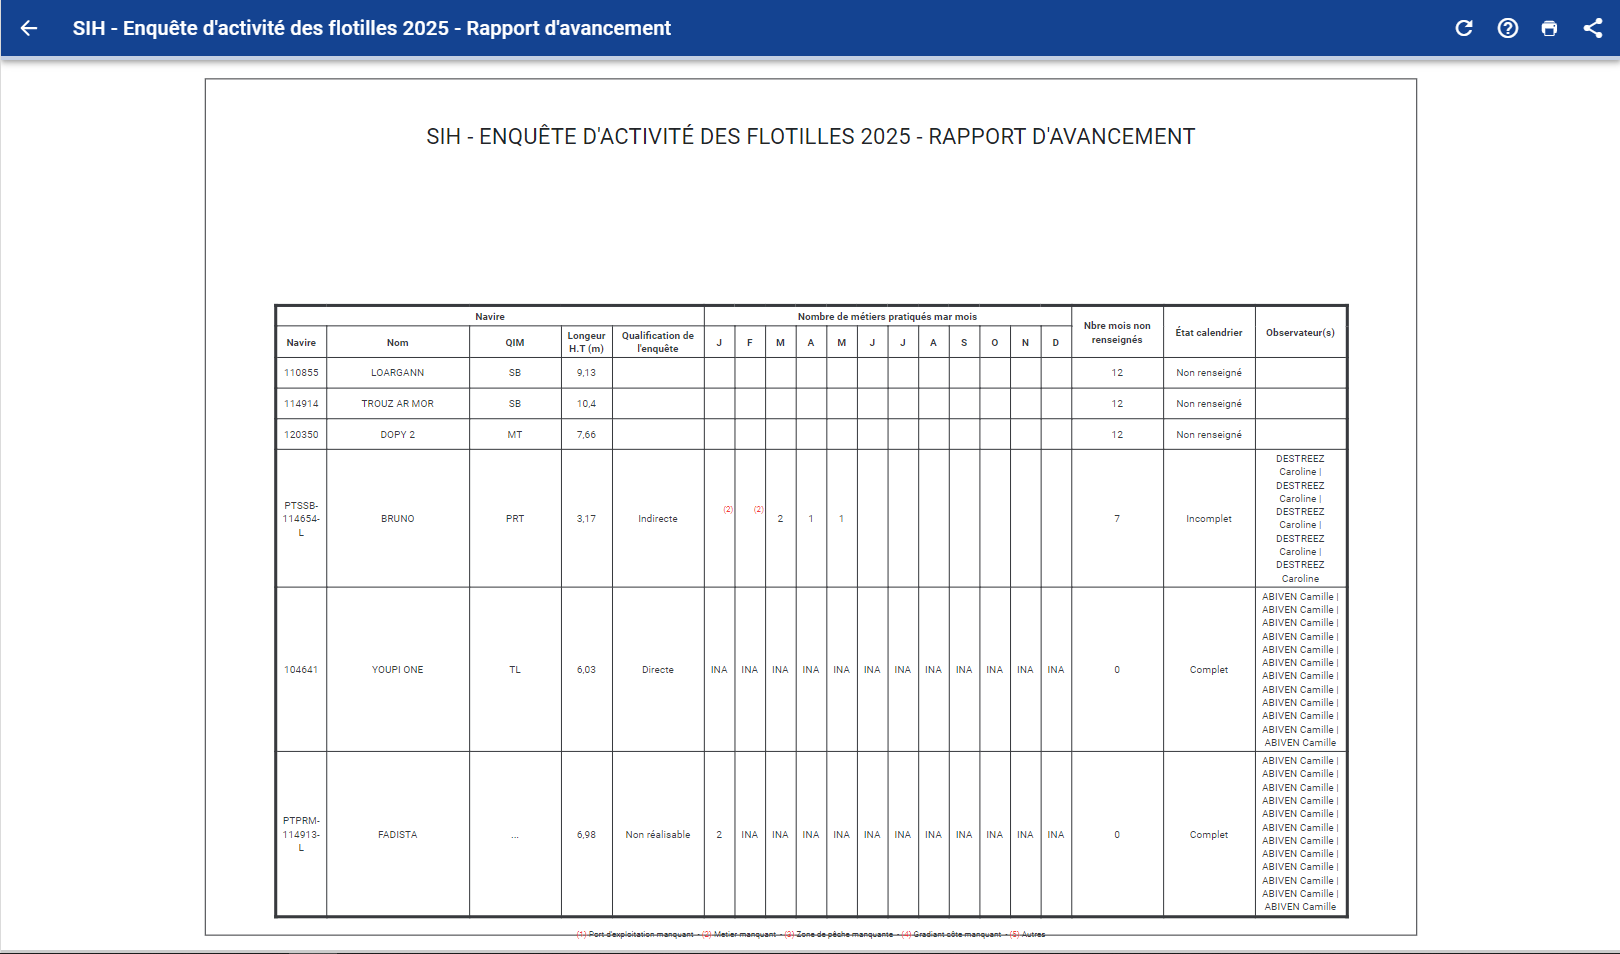 SIH - Enquête d'activité des flotilles 2025 - Rapport d'avancement
SIH - ENQUÊTE D'ACTIVITÉ DES FLOTILLES 2025 - RAPPORT D'AVANCEMENT
Navire Nombre de métiers pratiqués mar mois Nbre mois non renseignés État calendrier Observateur(s)
Navire Nom QIM Longeur H.T (m) Qualification de l'enquête J F M A M J J A S O N D
110855 LOARGANN SB 9,13 12 Non renseigné
114914 TROUZ AR MOR SB 10,4 12 Non renseigné
120350 DOPY 2 MT 7,66 12 Non renseigné
PTSSB-114654-L BRUNO PRT 3,17 Indirecte (2) (2) 2 1 1 7 Incomplet
DESTREEZ
Caroline |
DESTREEZ
Caroline |
DESTREEZ
Caroline |
DESTREEZ
Caroline |
DESTREEZ
Caroline
104641 YOUPI ONE TL 6,03 Directe INA INA INA INA INA INA INA INA INA INA INA INA 0 Complet
ABIVEN Camille |
ABIVEN Camille |
ABIVEN Camille |
ABIVEN Camille |
ABIVEN Camille |
ABIVEN Camille |
ABIVEN Camille |
ABIVEN Camille |
ABIVEN Camille |
ABIVEN Camille |
ABIVEN Camille |
ABIVEN Camille
PTPRM-114913-L FADISTA ... 6,98 Non réalisable 2 INA INA INA INA INA INA INA INA INA INA INA 0 Complet
ABIVEN Camille |
ABIVEN Camille |
ABIVEN Camille |
ABIVEN Camille |
ABIVEN Camille |
ABIVEN Camille |
ABIVEN Camille |
ABIVEN Camille |
ABIVEN Camille |
ABIVEN Camille |
ABIVEN Camille |
ABIVEN Camille
(1) Port d'exploitation manquant - (2) Metier manquant - (3) Zone de pêche manquante - (4) Gradiant côte manquant - (5) Autres